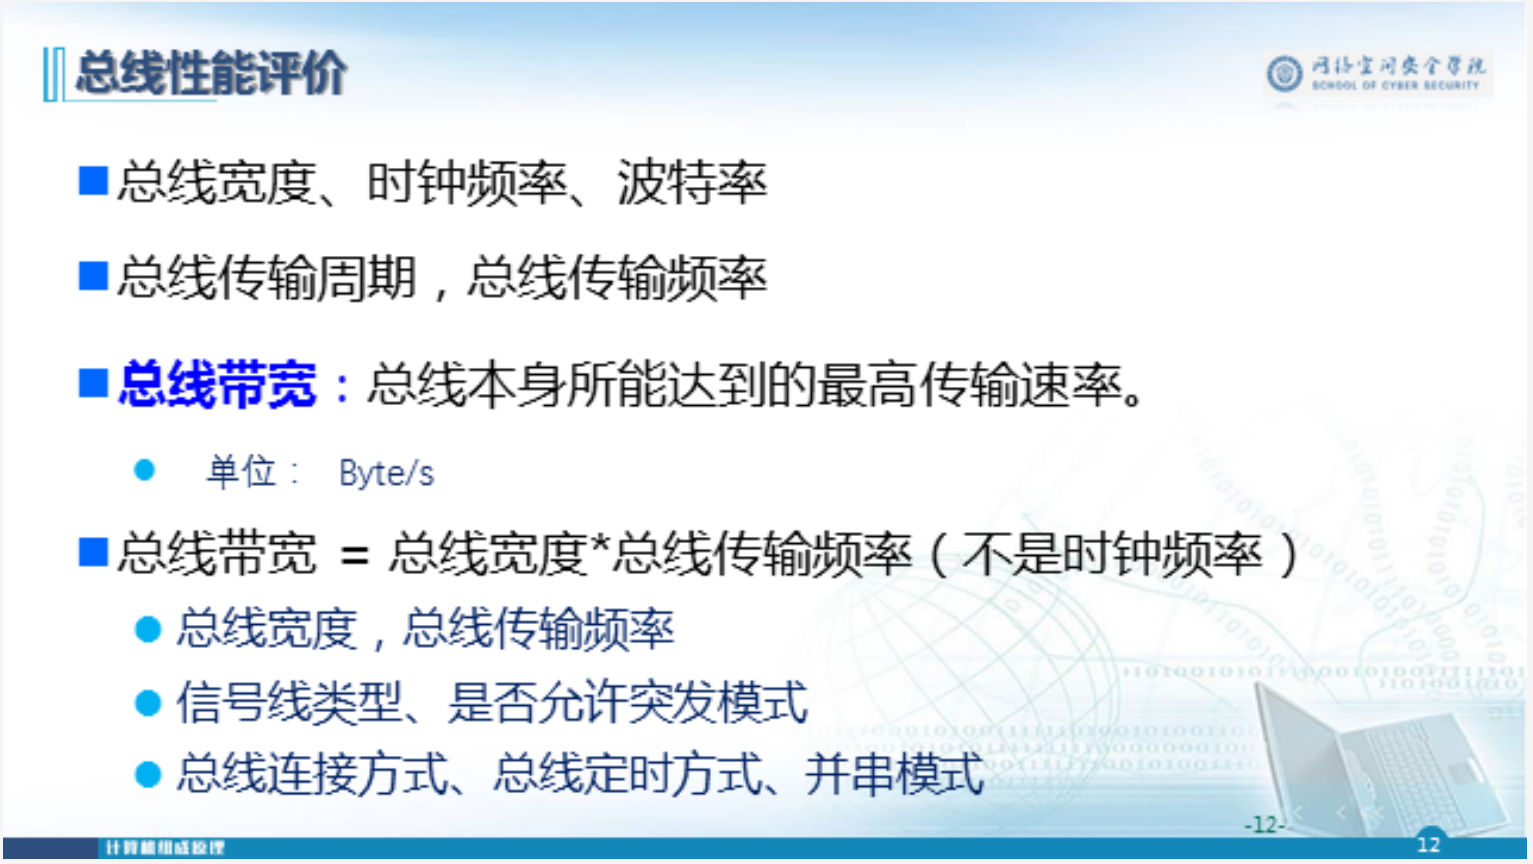 总线性能评价
网络空间安全学院
SCHOOL OF CYBER SECURITY
总线宽度、时钟频率、波特率
总线传输周期，总线传输频率
总线带宽：总线本身所能达到的最高传输速率。
单位： Byte/s
总线带宽 = 总线宽度*总线传输频率（不是时钟频率）
总线宽度，总线传输频率
信号线类型、是否允许突发模式
总线连接方式、总线定时方式、并串模式
-12-
计算机组成原理
12